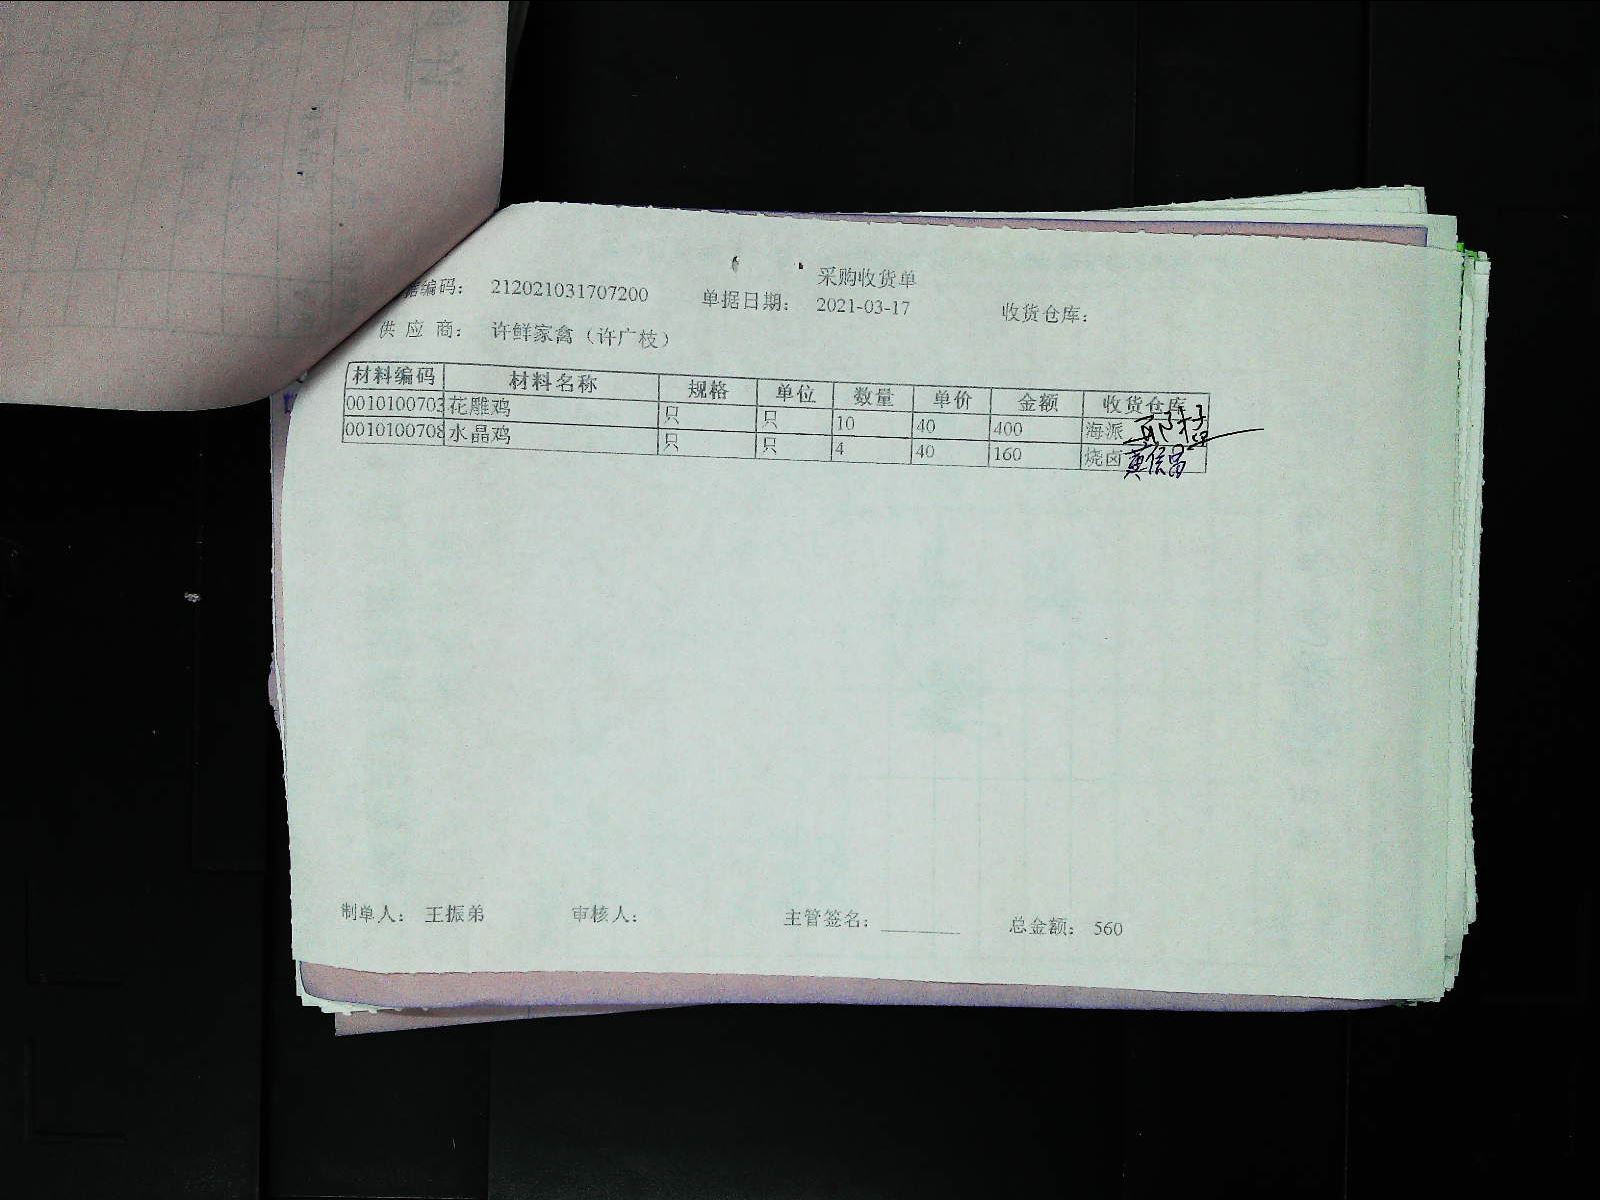 采购收货单
据编码： 212021031707200 单据日期： 2021-03-17 收货仓库：
供 应 商： 许鲜家禽（许广枝）
材料编码 材料名称 规格 单位 数量 单价 金额 收货仓库
0010100703 花雕鸡 只 只 10 40 400 海派
0010100708 水晶鸡 只 只 4 40 160 烧卤 黄信昌
制单人： 王振弟 审核人： 主管签名： 总金额： 560